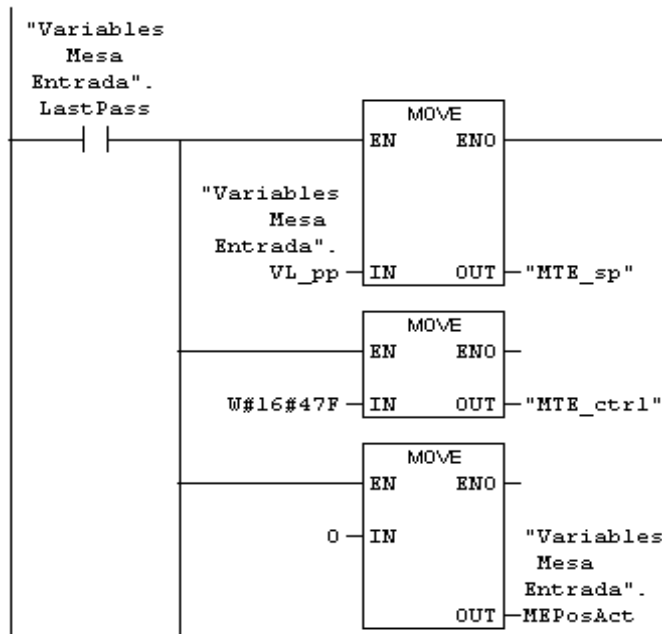 "Variables
Mesa
Entrada".
LastPass
MOVE
EN ENO
"Variables
Mesa
Entrada".
VL_pp IN OUT "MTE_sp"
MOVE
EN ENO
W#16#47F IN OUT "MTE_ctrl"
MOVE
EN ENO
0 IN
"Variables
Mesa
Entrada".
OUT MEPosAct